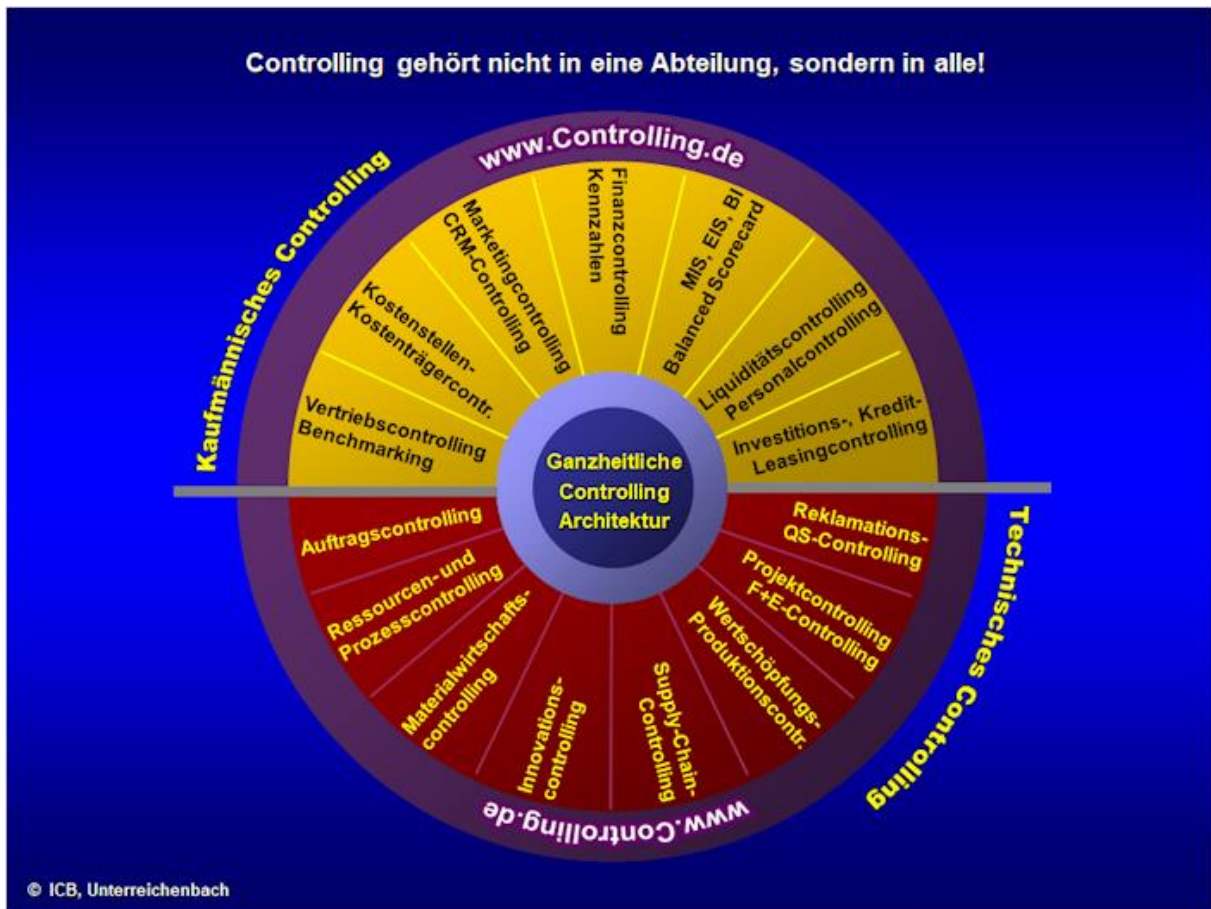 Controlling gehört nicht in eine Abteilung, sondern in alle!
www.Controlling.de
Kaufmännisches Controlling
Vertriebscontrolling
Benchmarking
Kostenstellen-
Kostenträgercontr.
Marketingcontrolling
CRM-Controlling
Finanzcontrolling
Kennzahlen
MIS, EIS, BI
Balanced Scorecard
Liquiditätscontrolling
Personalcontrolling
Investitions-, Kredit-
Leasingcontrolling
Ganzheitliche
Controlling
Architektur
Technisches Controlling
Reklamations-
QS-Controlling
Projektcontrolling
F+E-Controlling
Wertschöpfungs-
Produktionscontr.
Supply-Chain-
Controlling
Innovations-
controlling
Materialwirtschafts-
controlling
Ressourcen- und
Prozesscontrolling
Auftragscontrolling
www.Controlling.de
© ICB, Unterreichenbach